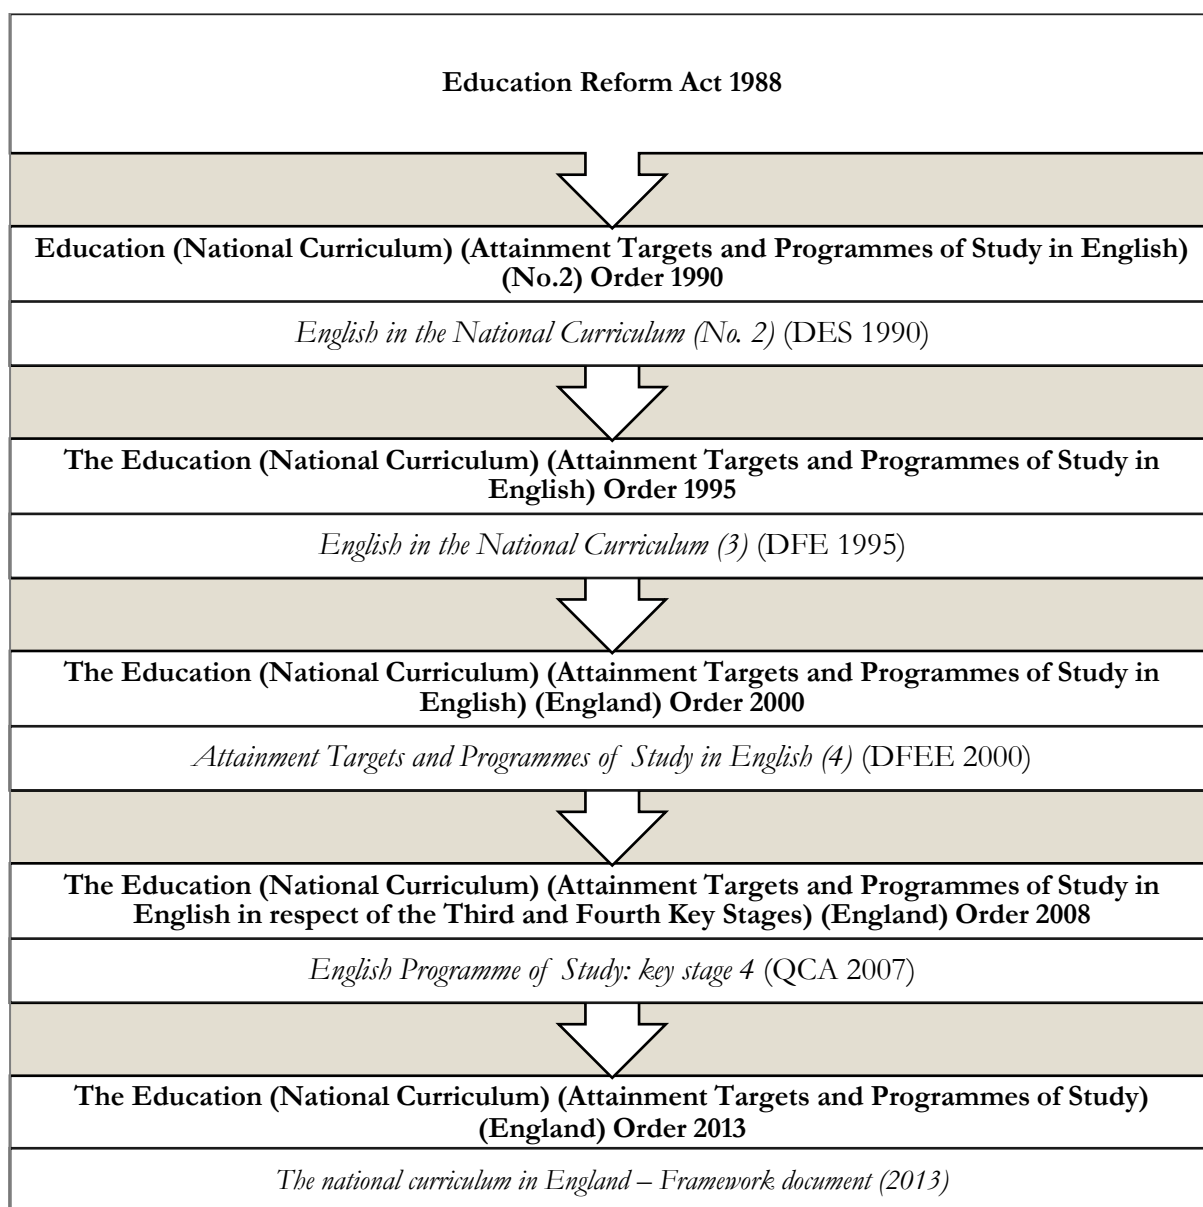 Education Reform Act 1988
Education (National Curriculum) (Attainment Targets and Programmes of Study in English)
(No.2) Order 1990
English in the National Curriculum (No. 2) (DES 1990)
The Education (National Curriculum) (Attainment Targets and Programmes of Study in
English) Order 1995
English in the National Curriculum (3) (DFE 1995)
The Education (National Curriculum) (Attainment Targets and Programmes of Study in
English) (England) Order 2000
Attainment Targets and Programmes of Study in English (4) (DFEE 2000)
The Education (National Curriculum) (Attainment Targets and Programmes of Study in
English in respect of the Third and Fourth Key Stages) (England) Order 2008
English Programme of Study: key stage 4 (QCA 2007)
The Education (National Curriculum) (Attainment Targets and Programmes of Study)
(England) Order 2013
The national curriculum in England – Framework document (2013)